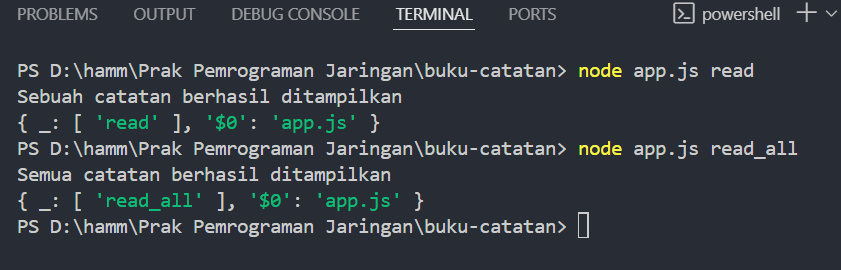 PROBLEMS OUTPUT DEBUG CONSOLE TERMINAL PORTS powershell
PS D:\hamm\Prak Pemrograman Jaringan\buku-catatan> node app.js read
Sebuah catatan berhasil ditampilkan
{ _: [ 'read' ], '$0': 'app.js' }
PS D:\hamm\Prak Pemrograman Jaringan\buku-catatan> node app.js read_all
Semua catatan berhasil ditampilkan
{ _: [ 'read_all' ], '$0': 'app.js' }
PS D:\hamm\Prak Pemrograman Jaringan\buku-catatan>